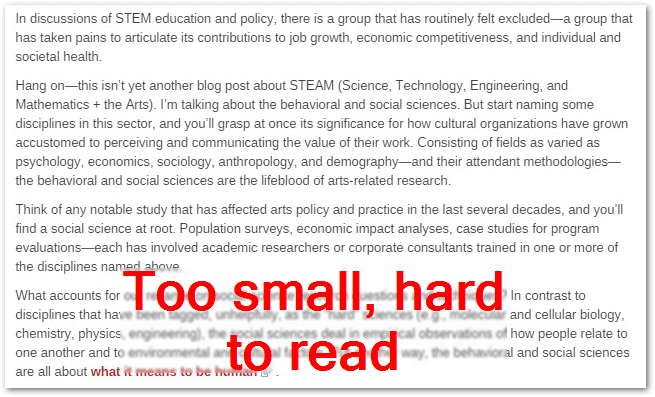 In discussions of STEM education and policy, there is a group that has routinely felt excluded—a group that
has taken pains to articulate its contributions to job growth, economic competitiveness, and individual and
societal health.
Hang on—this isn’t yet another blog post about STEAM (Science, Technology, Engineering, and
Mathematics + the Arts). I’m talking about the behavioral and social sciences. But start naming some
disciplines in this sector, and you’ll grasp at once its significance for how cultural organizations have grown
accustomed to perceiving and communicating the value of their work. Consisting of fields as varied as
psychology, economics, sociology, anthropology, and demography—and their attendant methodologies—
the behavioral and social sciences are the lifeblood of arts-related research.
Think of any notable study that has affected arts policy and practice in the last several decades, and you’ll
find a social science at root. Population surveys, economic impact analyses, case studies for program
evaluations—each has involved academic researchers or corporate consultants trained in one or more of
the disciplines named above.
Too small, hard
to read
What accounts for our In contrast to
disciplines that have been tagged, unhelpfully, as the “hard” sciences (e.g., molecular and cellular biology,
chemistry, physics, engineering), the social sciences deal in empirical observations of how people relate to
one another and to environmental and way, the behavioral and social sciences
are all about what it means to be human .